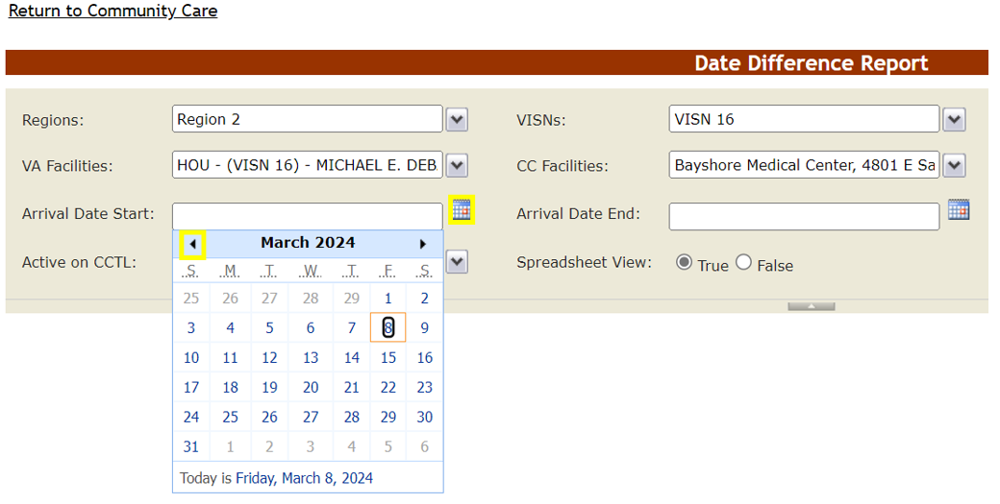 Return to Community Care
Date Difference Report
Regions: Region 2 VISNs: VISN 16
VA Facilities: HOU - (VISN 16) - MICHAEL E. DEB. CC Facilities: Bayshore Medical Center, 4801 E Sa
Arrival Date Start: Arrival Date End:
March 2024
Active on CCTL: Spreadsheet View: True False
S M T W T F S
25 26 27 28 29 1 2
3 4 5 6 7 8 9
10 11 12 13 14 15 16
17 18 19 20 21 22 23
24 25 26 27 28 29 30
31 1 2 3 4 5 6
Today is Friday, March 8, 2024